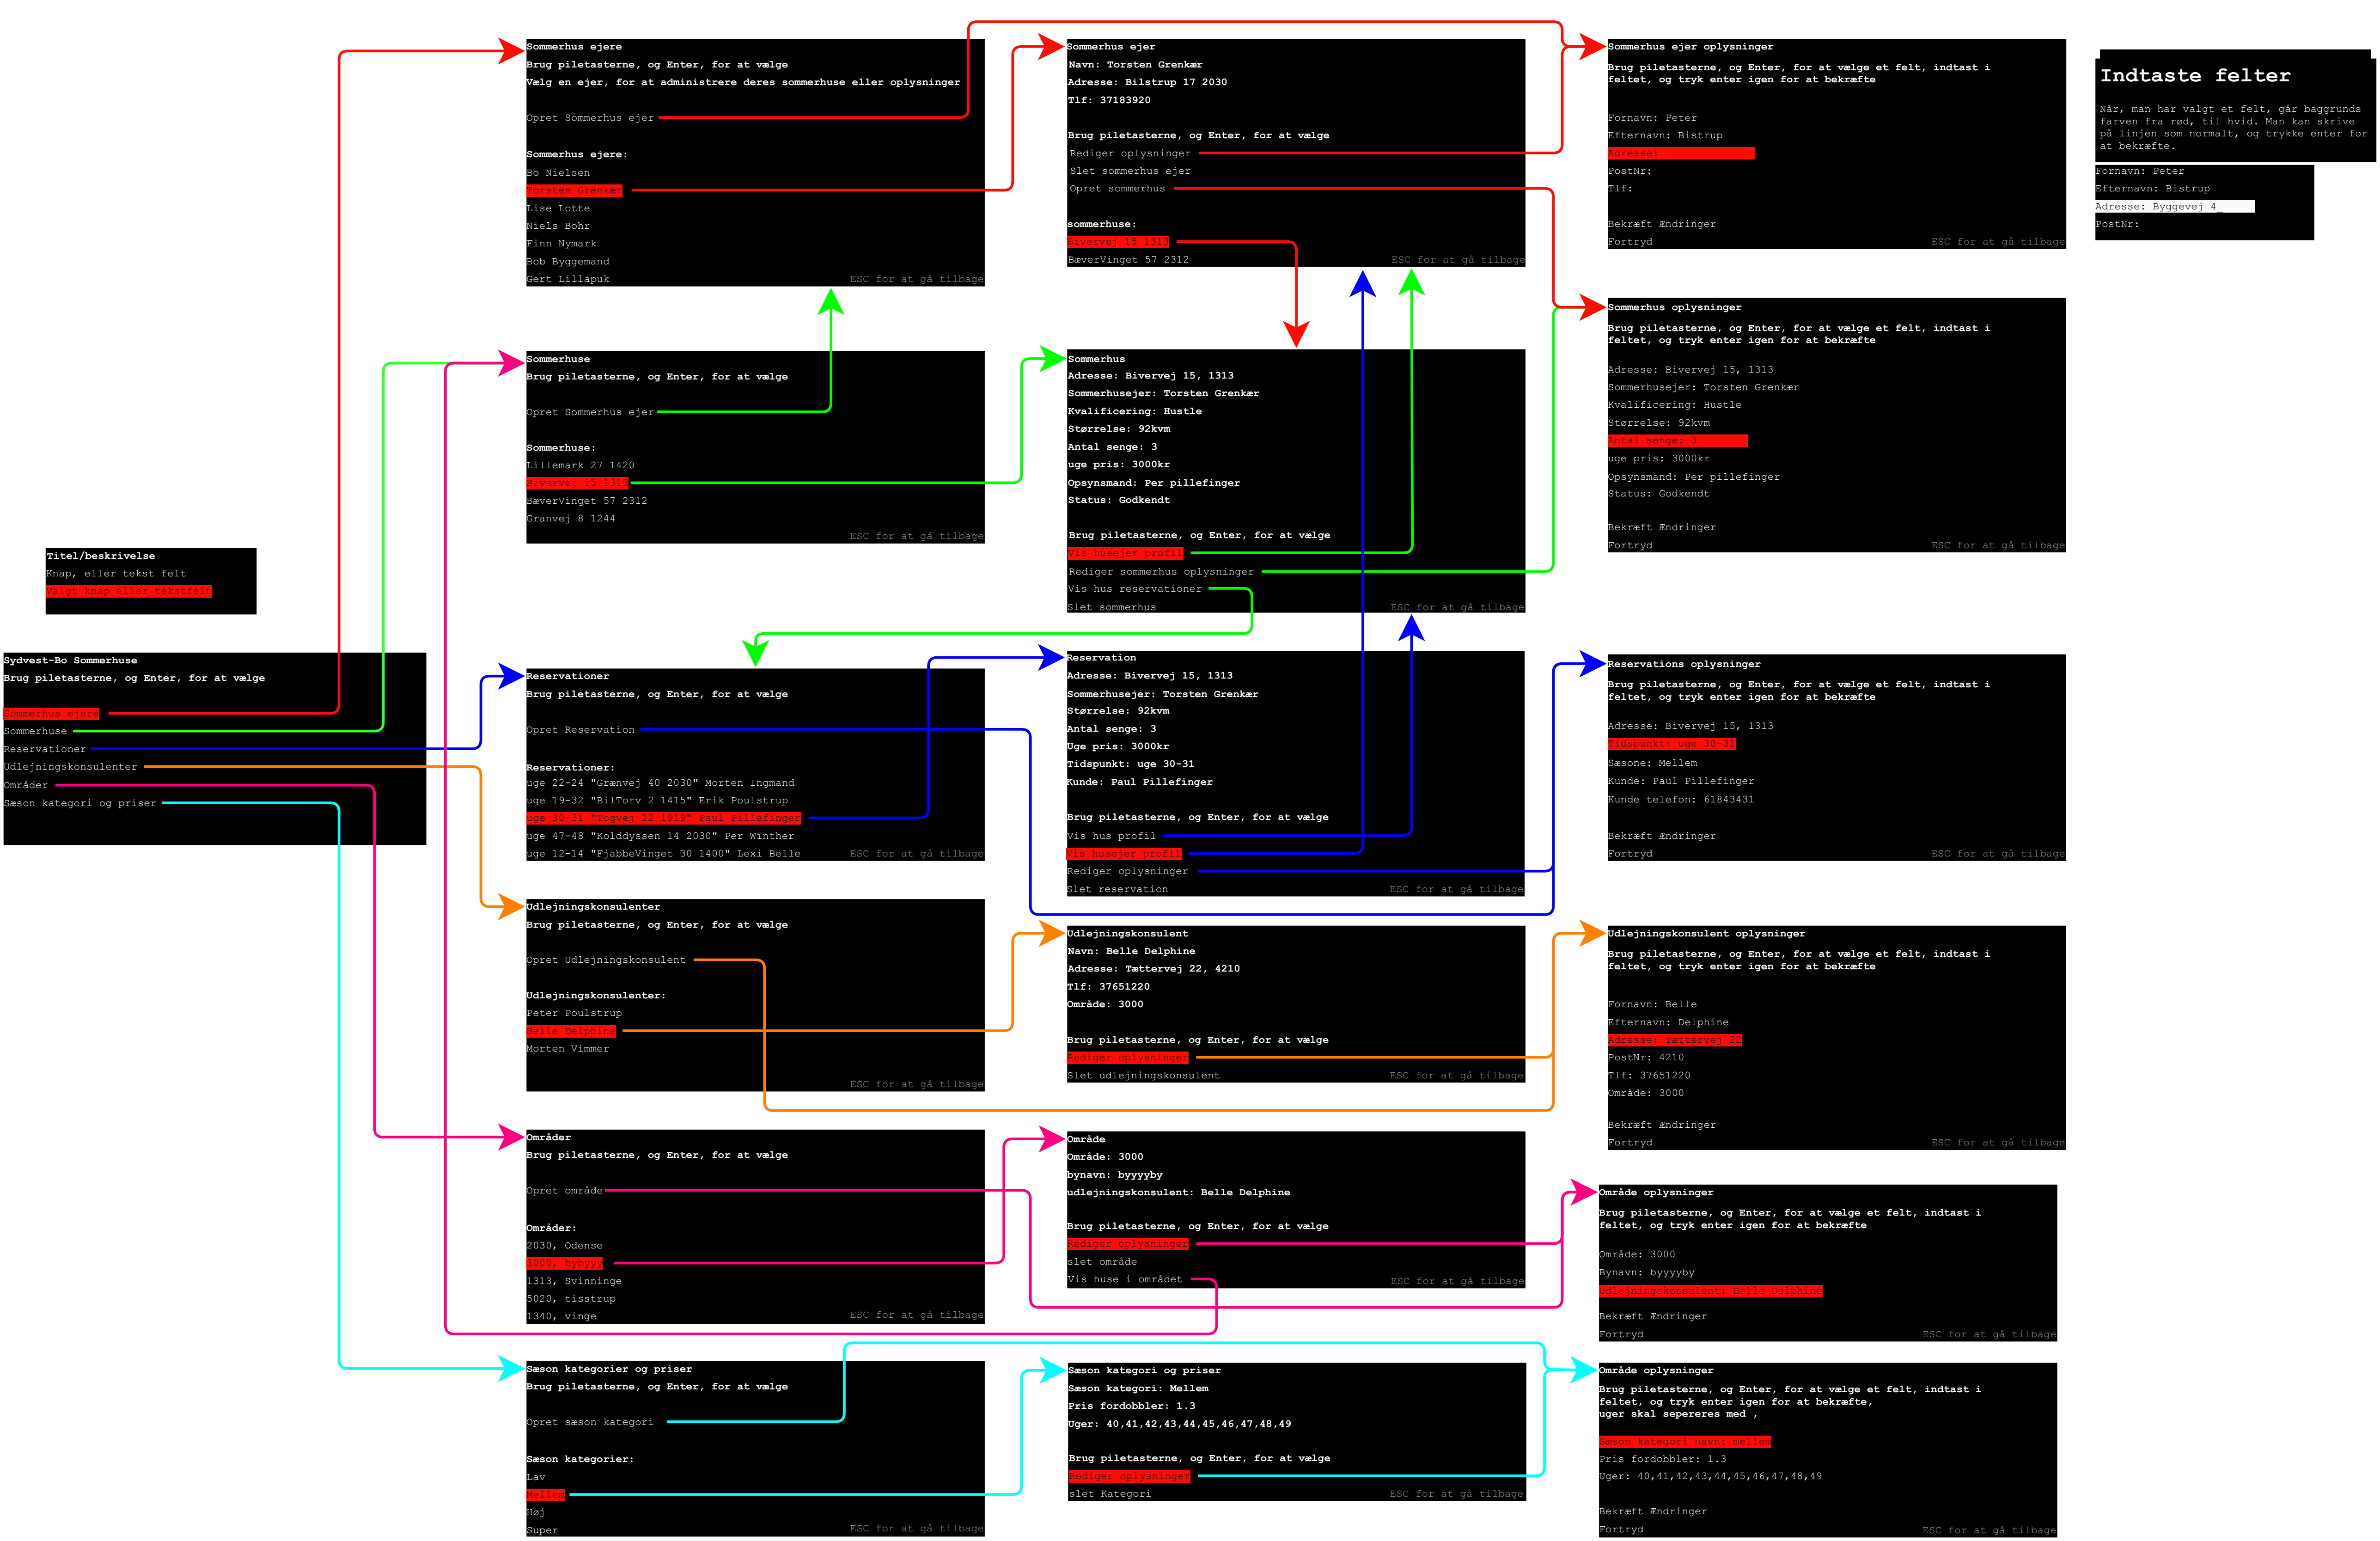 Titel/beskrivelse
Knap, eller tekst felt
Valgt knap eller tekstfelt
Sydvest-Bo Sommerhuse
Brug piletasterne, og Enter, for at vælge
Sommerhus ejere
Sommerhuse
Reservationer
Udlejningskonsulenter
Områder
Sæson kategori og priser
Sommerhus ejere
Brug piletasterne, og Enter, for at vælge
Vælg en ejer, for at administrere deres sommerhuse eller oplysninger
Opret Sommerhus ejer
Sommerhus ejere:
Bo Nielsen
Torsten Grenkær
Lise Lotte
Niels Bohr
Finn Nymark
Bob Byggemand
Gert Lillapuk
ESC for at gå tilbage
Sommerhus ejer
Navn: Torsten Grenkær
Adresse: Bilstrup 17 2030
Tlf: 37183920
Brug piletasterne, og Enter, for at vælge
Rediger oplysninger
Slet sommerhus ejer
Opret sommerhus
sommerhuse:
Bivervej 15 1313
BæverVinget 57 2312
ESC for at gå tilbage
Sommerhus ejer oplysninger
Brug piletasterne, og Enter, for at vælge et felt, indtast i
feltet, og tryk enter igen for at bekræfte
Fornavn: Peter
Efternavn: Bistrup
Adresse:
PostNr:
Tlf:
Bekræft Ændringer
Fortryd
ESC for at gå tilbage
Indtaste felter
Når, man har valgt et felt, går baggrunds
farven fra rød, til hvid. Man kan skrive
på linjen som normalt, og trykke enter for
at bekræfte.
Fornavn: Peter
Efternavn: Bistrup
Adresse: Byggevej 4_
PostNr:
Sommerhuse
Brug piletasterne, og Enter, for at vælge
Opret Sommerhus ejer
Sommerhuse:
Lillemark 27 1420
Bivervej 15 1313
BæverVinget 57 2312
Granvej 8 1244
ESC for at gå tilbage
Sommerhus
Adresse: Bivervej 15, 1313
Sommerhusejer: Torsten Grenkær
Kvalificering: Hustle
Størrelse: 92kvm
Antal senge: 3
uge pris: 3000kr
Opsynsmand: Per pillefinger
Status: Godkendt
Brug piletasterne, og Enter, for at vælge
Vis husejer profil
Rediger sommerhus oplysninger
Vis hus reservationer
Slet sommerhus
ESC for at gå tilbage
Sommerhus oplysninger
Brug piletasterne, og Enter, for at vælge et felt, indtast i
feltet, og tryk enter igen for at bekræfte
Adresse: Bivervej 15, 1313
Sommerhusejer: Torsten Grenkær
Kvalificering: Hustle
Størrelse: 92kvm
Antal senge: 3
uge pris: 3000kr
Opsynsmand: Per pillefinger
Status: Godkendt
Bekræft Ændringer
Fortryd
ESC for at gå tilbage
Reservationer
Brug piletasterne, og Enter, for at vælge
Opret Reservation
Reservationer:
uge 22-24 "Grænvej 40 2030" Morten Ingmand
uge 19-32 "BilTorv 2 1415" Erik Poulstrup
uge 30-31 "Togvej 22 1919" Paul Pillefinger
uge 47-48 "Kolddyssen 14 2030" Per Winther
uge 12-14 "FjabbeVinget 30 1400" Lexi Belle
ESC for at gå tilbage
Reservation
Adresse: Bivervej 15, 1313
Sommerhusejer: Torsten Grenkær
Størrelse: 92kvm
Antal senge: 3
Uge pris: 3000kr
Tidspunkt: uge 30-31
Kunde: Paul Pillefinger
Brug piletasterne, og Enter, for at vælge
Vis hus profil
Vis husejer profil
Rediger oplysninger
Slet reservation
ESC for at gå tilbage
Reservations oplysninger
Brug piletasterne, og Enter, for at vælge et felt, indtast i
feltet, og tryk enter igen for at bekræfte
Adresse: Bivervej 15, 1313
Tidspunkt: uge 30-31
Sæsone: Mellem
Kunde: Paul Pillefinger
Kunde telefon: 61843431
Bekræft Ændringer
Fortryd
ESC for at gå tilbage
Udlejningskonsulenter
Brug piletasterne, og Enter, for at vælge
Opret Udlejningskonsulent
Udlejningskonsulenter:
Peter Poulstrup
Belle Delphine
Morten Vimmer
ESC for at gå tilbage
Udlejningskonsulent
Navn: Belle Delphine
Adresse: Tættervej 22, 4210
Tlf: 37651220
Område: 3000
Brug piletasterne, og Enter, for at vælge
Rediger oplysninger
Slet udlejningskonsulent
ESC for at gå tilbage
Udlejningskonsulent oplysninger
Brug piletasterne, og Enter, for at vælge et felt, indtast i
feltet, og tryk enter igen for at bekræfte
Fornavn: Belle
Efternavn: Delphine
Adresse: Tættervej 22
PostNr: 4210
Tlf: 37651220
Område: 3000
Bekræft Ændringer
Fortryd
ESC for at gå tilbage
Områder
Brug piletasterne, og Enter, for at vælge
Opret område
Områder:
2030, Odense
3000, bybyyy
1313, Svinninge
5020, tisstrup
1340, vinge
ESC for at gå tilbage
Område
Område: 3000
bynavn: byyyyby
udlejningskonsulent: Belle Delphine
Brug piletasterne, og Enter, for at vælge
Rediger oplysninger
slet område
Vis huse i området
ESC for at gå tilbage
Område oplysninger
Brug piletasterne, og Enter, for at vælge et felt, indtast i
feltet, og tryk enter igen for at bekræfte
Område: 3000
Bynavn: byyyyby
Udlejningskonsulent: Belle Delphine
Bekræft Ændringer
Fortryd
ESC for at gå tilbage
Sæson kategorier og priser
Brug piletasterne, og Enter, for at vælge
Opret sæson kategori
Sæson kategorier:
Lav
Mellem
Høj
Super
ESC for at gå tilbage
Sæson kategori og priser
Sæson kategori: Mellem
Pris fordobbler: 1.3
Uger: 40,41,42,43,44,45,46,47,48,49
Brug piletasterne, og Enter, for at vælge
Rediger oplysninger
slet Kategori
ESC for at gå tilbage
Område oplysninger
Brug piletasterne, og Enter, for at vælge et felt, indtast i
feltet, og tryk enter igen for at bekræfte,
uger skal sepereres med ,
Sæson kategori navn: mellem
Pris fordobbler: 1.3
Uger: 40,41,42,43,44,45,46,47,48,49
Bekræft Ændringer
Fortryd
ESC for at gå tilbage